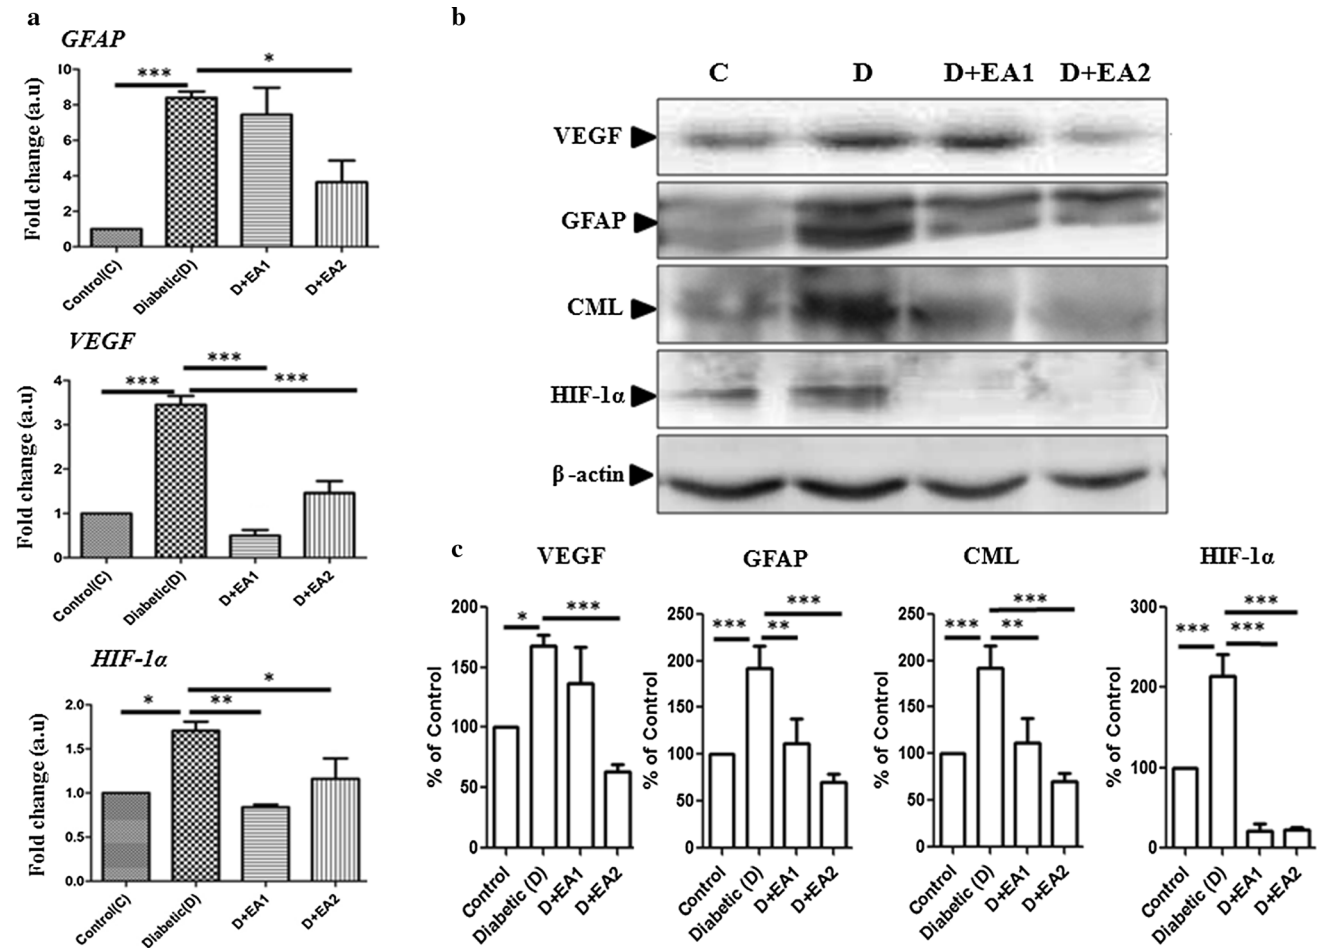 a
GFAP
***
*
Fold change (a.u)
10
8
6
4
2
0
Control(C)
Diabetic(D)
D+EA1
D+EA2
VEGF
***
***
***
Fold change (a.u)
4
3
2
1
0
Control(C)
Diabetic(D)
D+EA1
D+EA2
HIF-1α
*
*
**
Fold change (a.u)
2.0
1.5
1.0
0.5
0.0
Control(C)
Diabetic(D)
D+EA1
D+EA2
b
C D D+EA1 D+EA2
VEGF
GFAP
CML
HIF-1α
β-actin
c
VEGF
***
*
% of Control
200
150
100
50
0
Control
Diabetic (D)
D+EA1
D+EA2
GFAP
***
***
**
% of Control
250
200
150
100
50
0
Control
Diabetic (D)
D+EA1
D+EA2
CML
***
***
**
% of Control
250
200
150
100
50
0
Control
Diabetic (D)
D+EA1
D+EA2
HIF-1α
***
***
***
% of Control
300
200
100
0
Control
Diabetic (D)
D+EA1
D+EA2